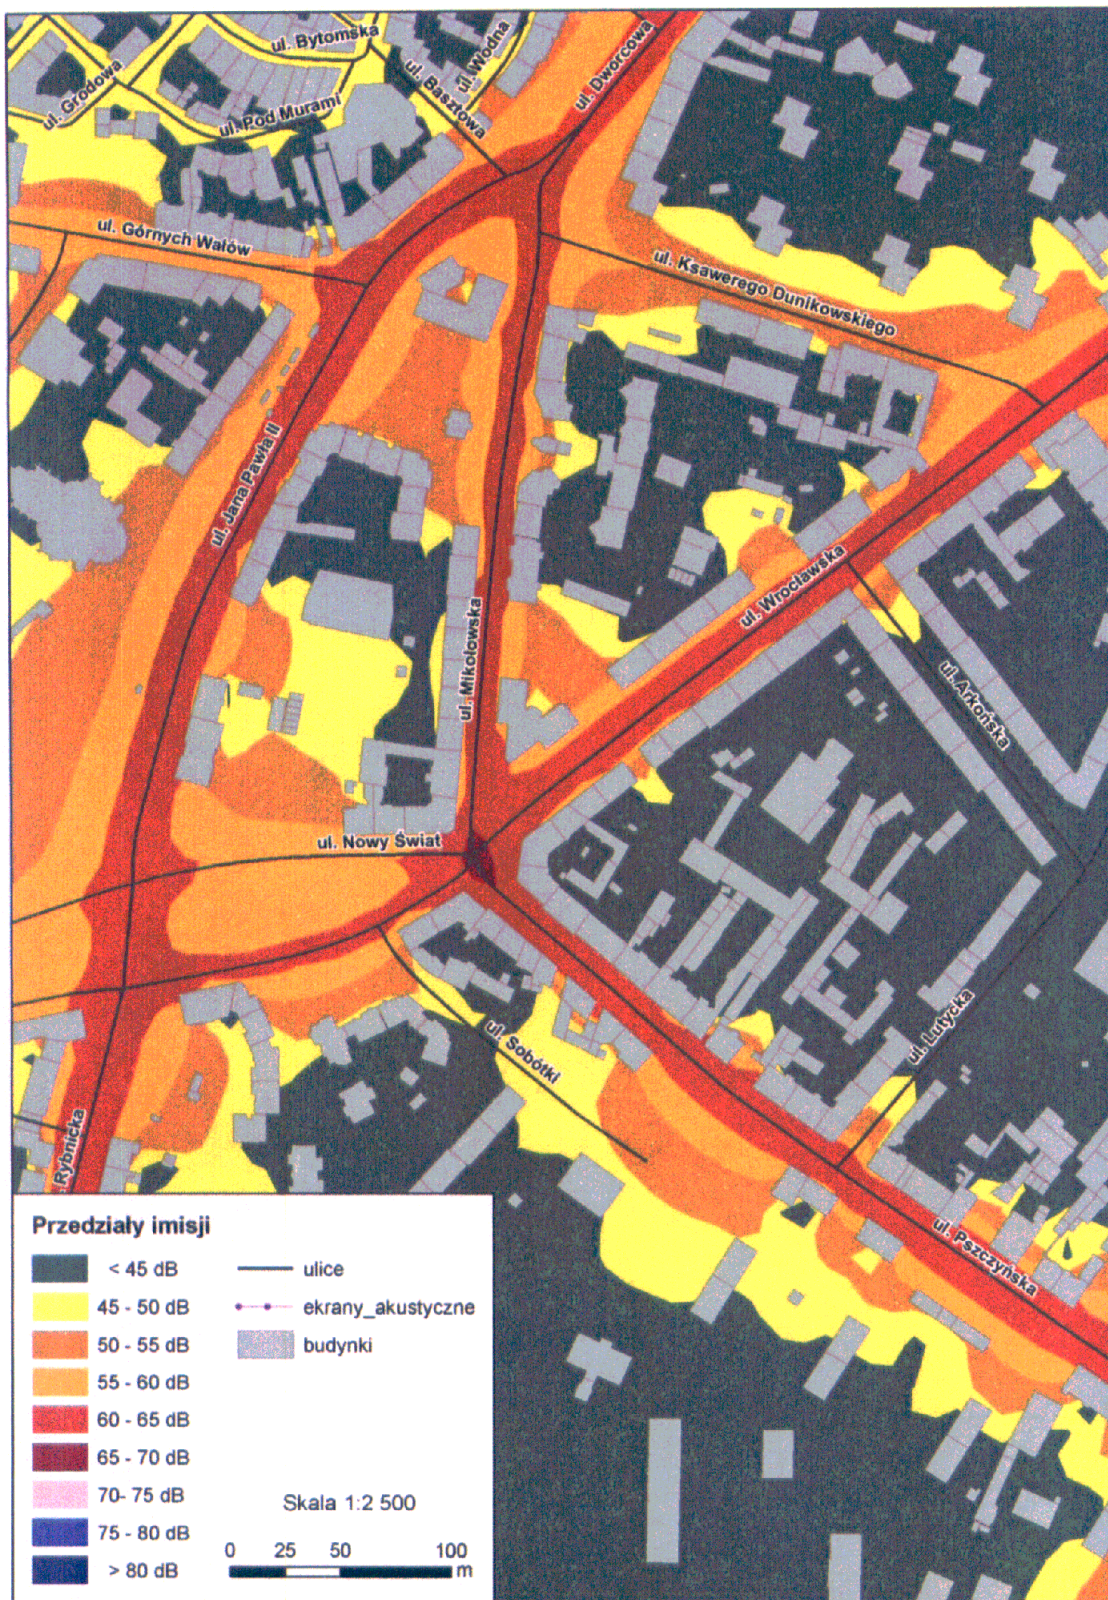 ul. Bytomska
ul. Wodna
ul. Dworcowa
ul. Grodowa
ul. Basztowa
ul. Pod Murami
ul. Górnych Wałów
ul. Ksawerego Dunikowskiego
ul. Jana Pawła II
ul. Wrocławska
ul. Mikołowska
ul. Arkońska
ul. Nowy Świat
ul. Sobótki
ul. Lutycka
Rybnicka
ul. Pszczyńska
Przedziały imisji
< 45 dB
45 - 50 dB
50 - 55 dB
55 - 60 dB
60 - 65 dB
65 - 70 dB
70- 75 dB
75 - 80 dB
> 80 dB
ulice
ekrany_akustyczne
budynki
Skala 1:2 500
0 25 50 100
m